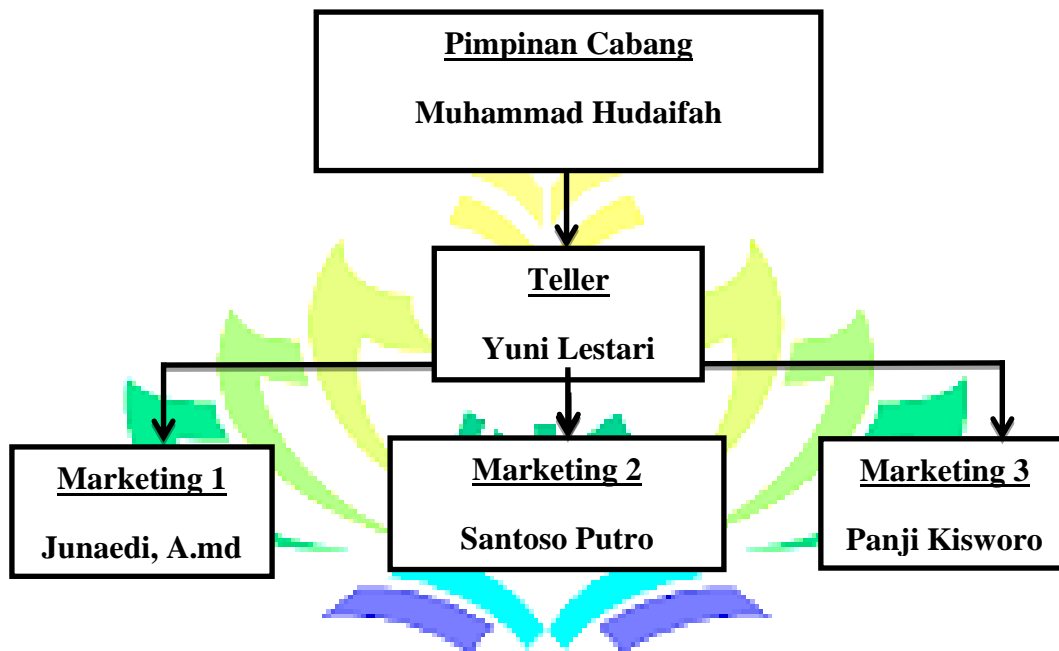 Pimpinan Cabang
Muhammad Hudaifah
Teller
Yuni Lestari
Marketing 1
Junaedi, A.md
Marketing 2
Santoso Putro
Marketing 3
Panji Kisworo